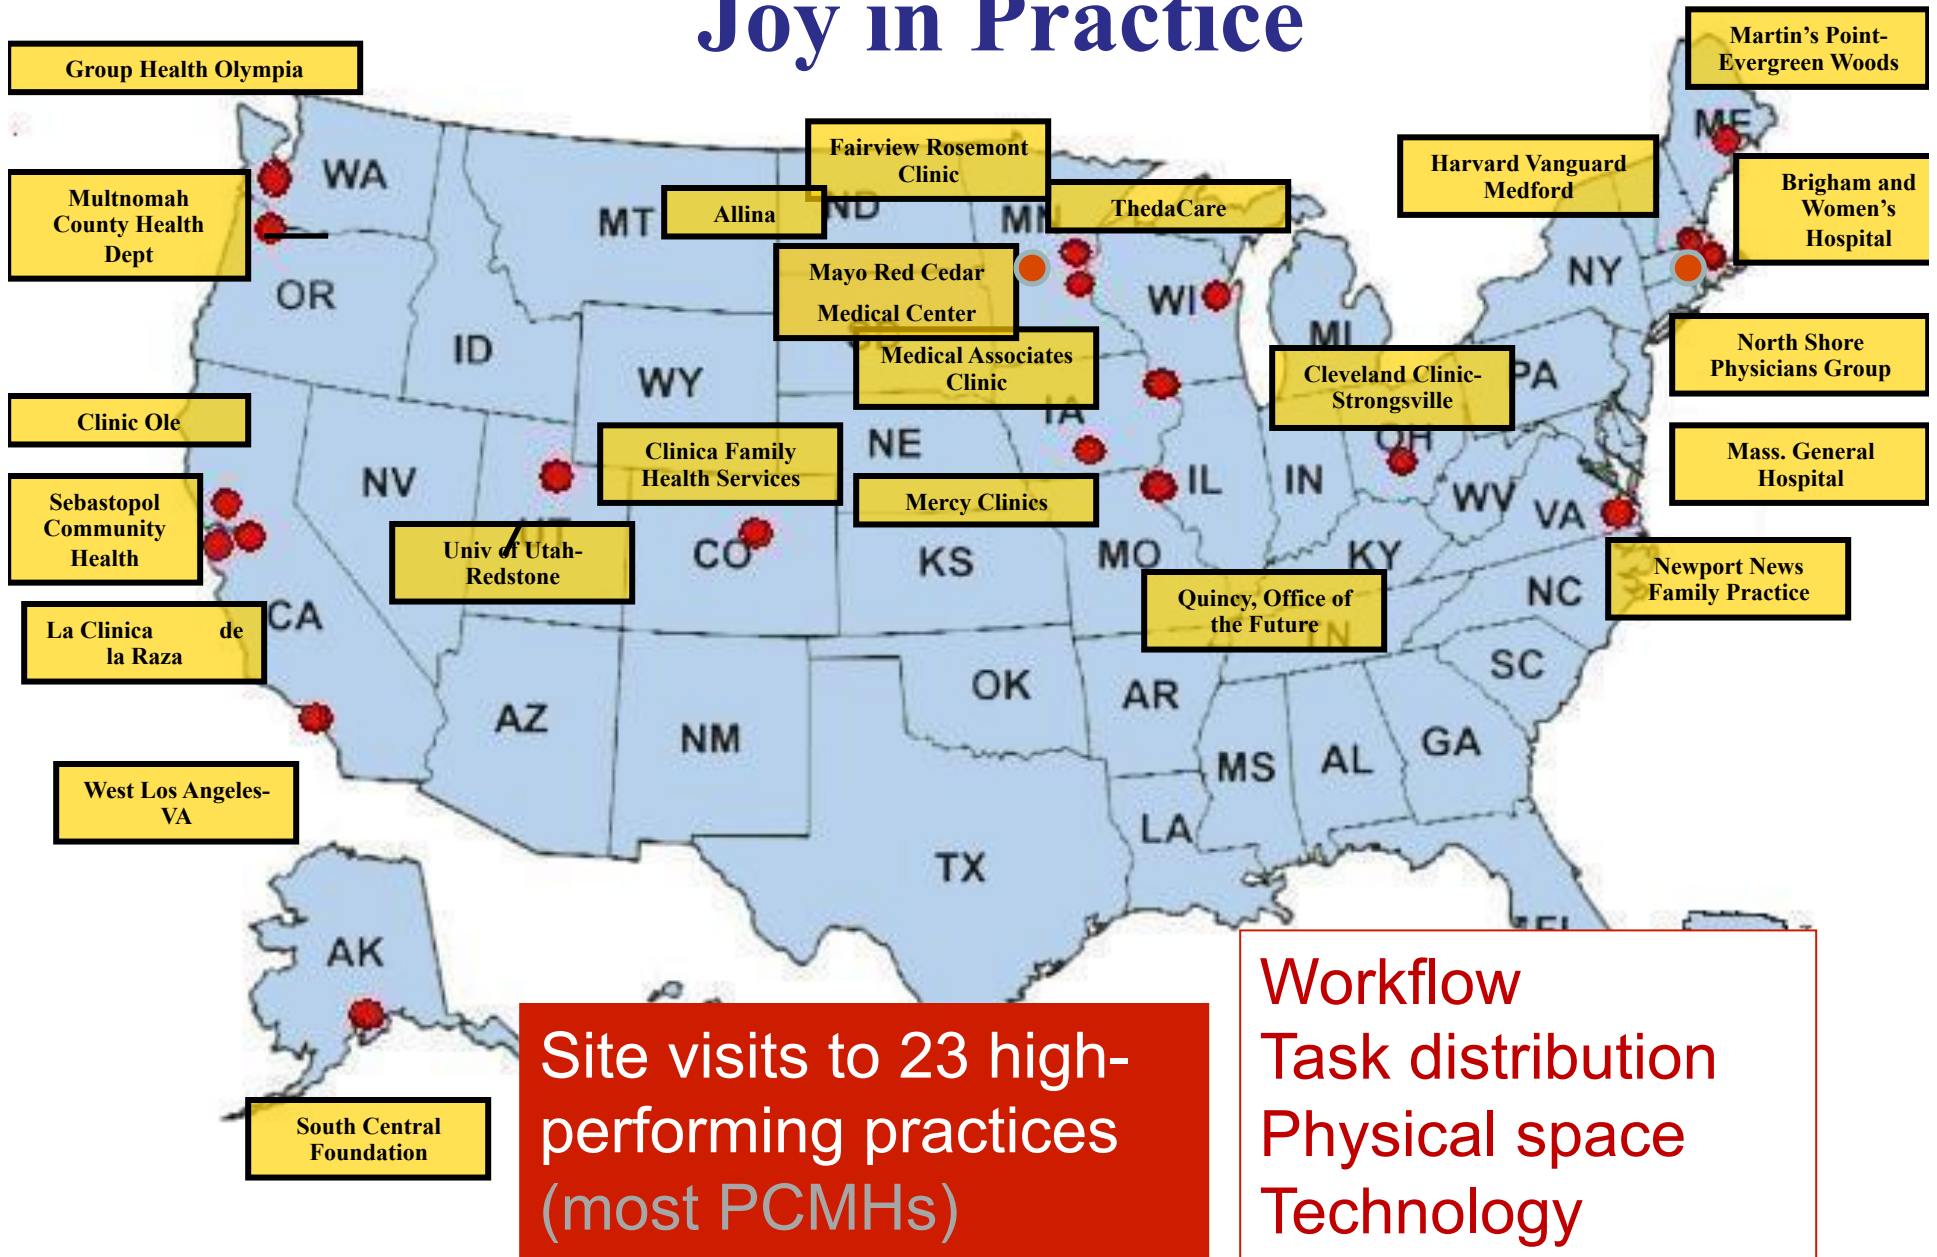 Joy in Practice
Group Health Olympia
Martin's Point-
Evergreen Woods
Fairview Rosemont
Clinic
Harvard Vanguard
Medford
Multnomah
County Health
Dept
Allina
ThedaCare
Brigham and
Women's
Hospital
Mayo Red Cedar
Medical Center
Medical Associates
Clinic
Cleveland Clinic-
Strongsville
North Shore
Physicians Group
Clinic Ole
Clinica Family
Health Services
Mass. General
Hospital
Sebastopol
Community
Health
Mercy Clinics
Univ of Utah-
Redstone
Newport News
Family Practice
Quincy, Office of
the Future
La Clinica de
la Raza
West Los Angeles-
VA
South Central
Foundation
WA
MT
ND
MN
ME
OR
ID
WY
SD
WI
MI
NY
PA
NV
UT
CO
NE
IA
IL
IN
OH
WV
VA
CA
KS
MO
KY
NC
TN
SC
AZ
NM
OK
AR
MS
AL
GA
LA
TX
FL
AK
Site visits to 23 high-
performing practices
(most PCMHs)
Workflow
Task distribution
Physical space
Technology